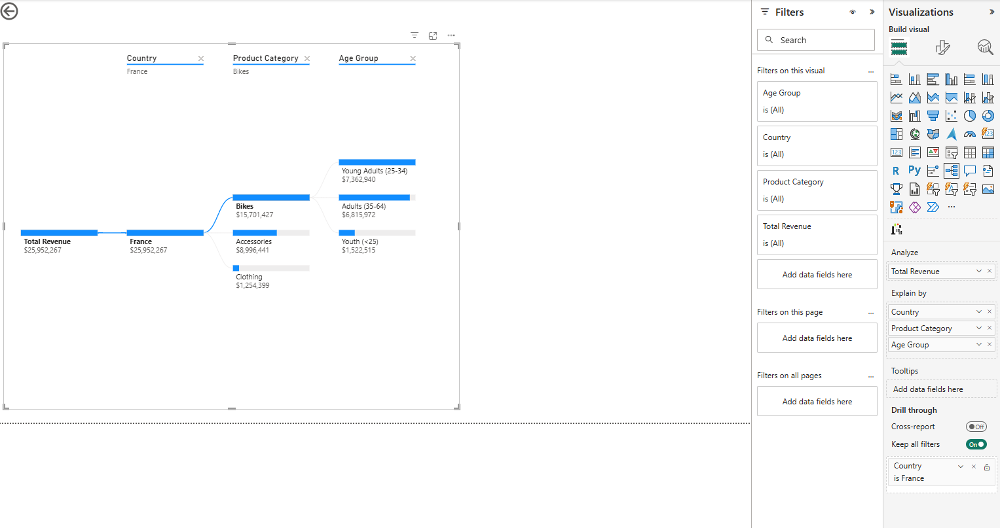 Country
France
Product Category
Bikes
Age Group
Total Revenue
$25,952,267
France
$25,952,267
Bikes
$15,701,427
Accessories
$8,996,441
Clothing
$1,254,399
Young Adults (25-34)
$7,362,940
Adults (35-64)
$6,815,972
Youth (<25)
$1,522,515
Filters
Search
Filters on this visual
Age Group
is (All)
Country
is (All)
Product Category
is (All)
Total Revenue
is (All)
Add data fields here
Filters on this page
Add data fields here
Filters on all pages
Add data fields here
Visualizations
Build visual
123
123
R
Py
Analyze
Total Revenue
Explain by
Country
Product Category
Age Group
Tooltips
Add data fields here
Drill through
Cross-report
Off
Keep all filters
On
Country
is France